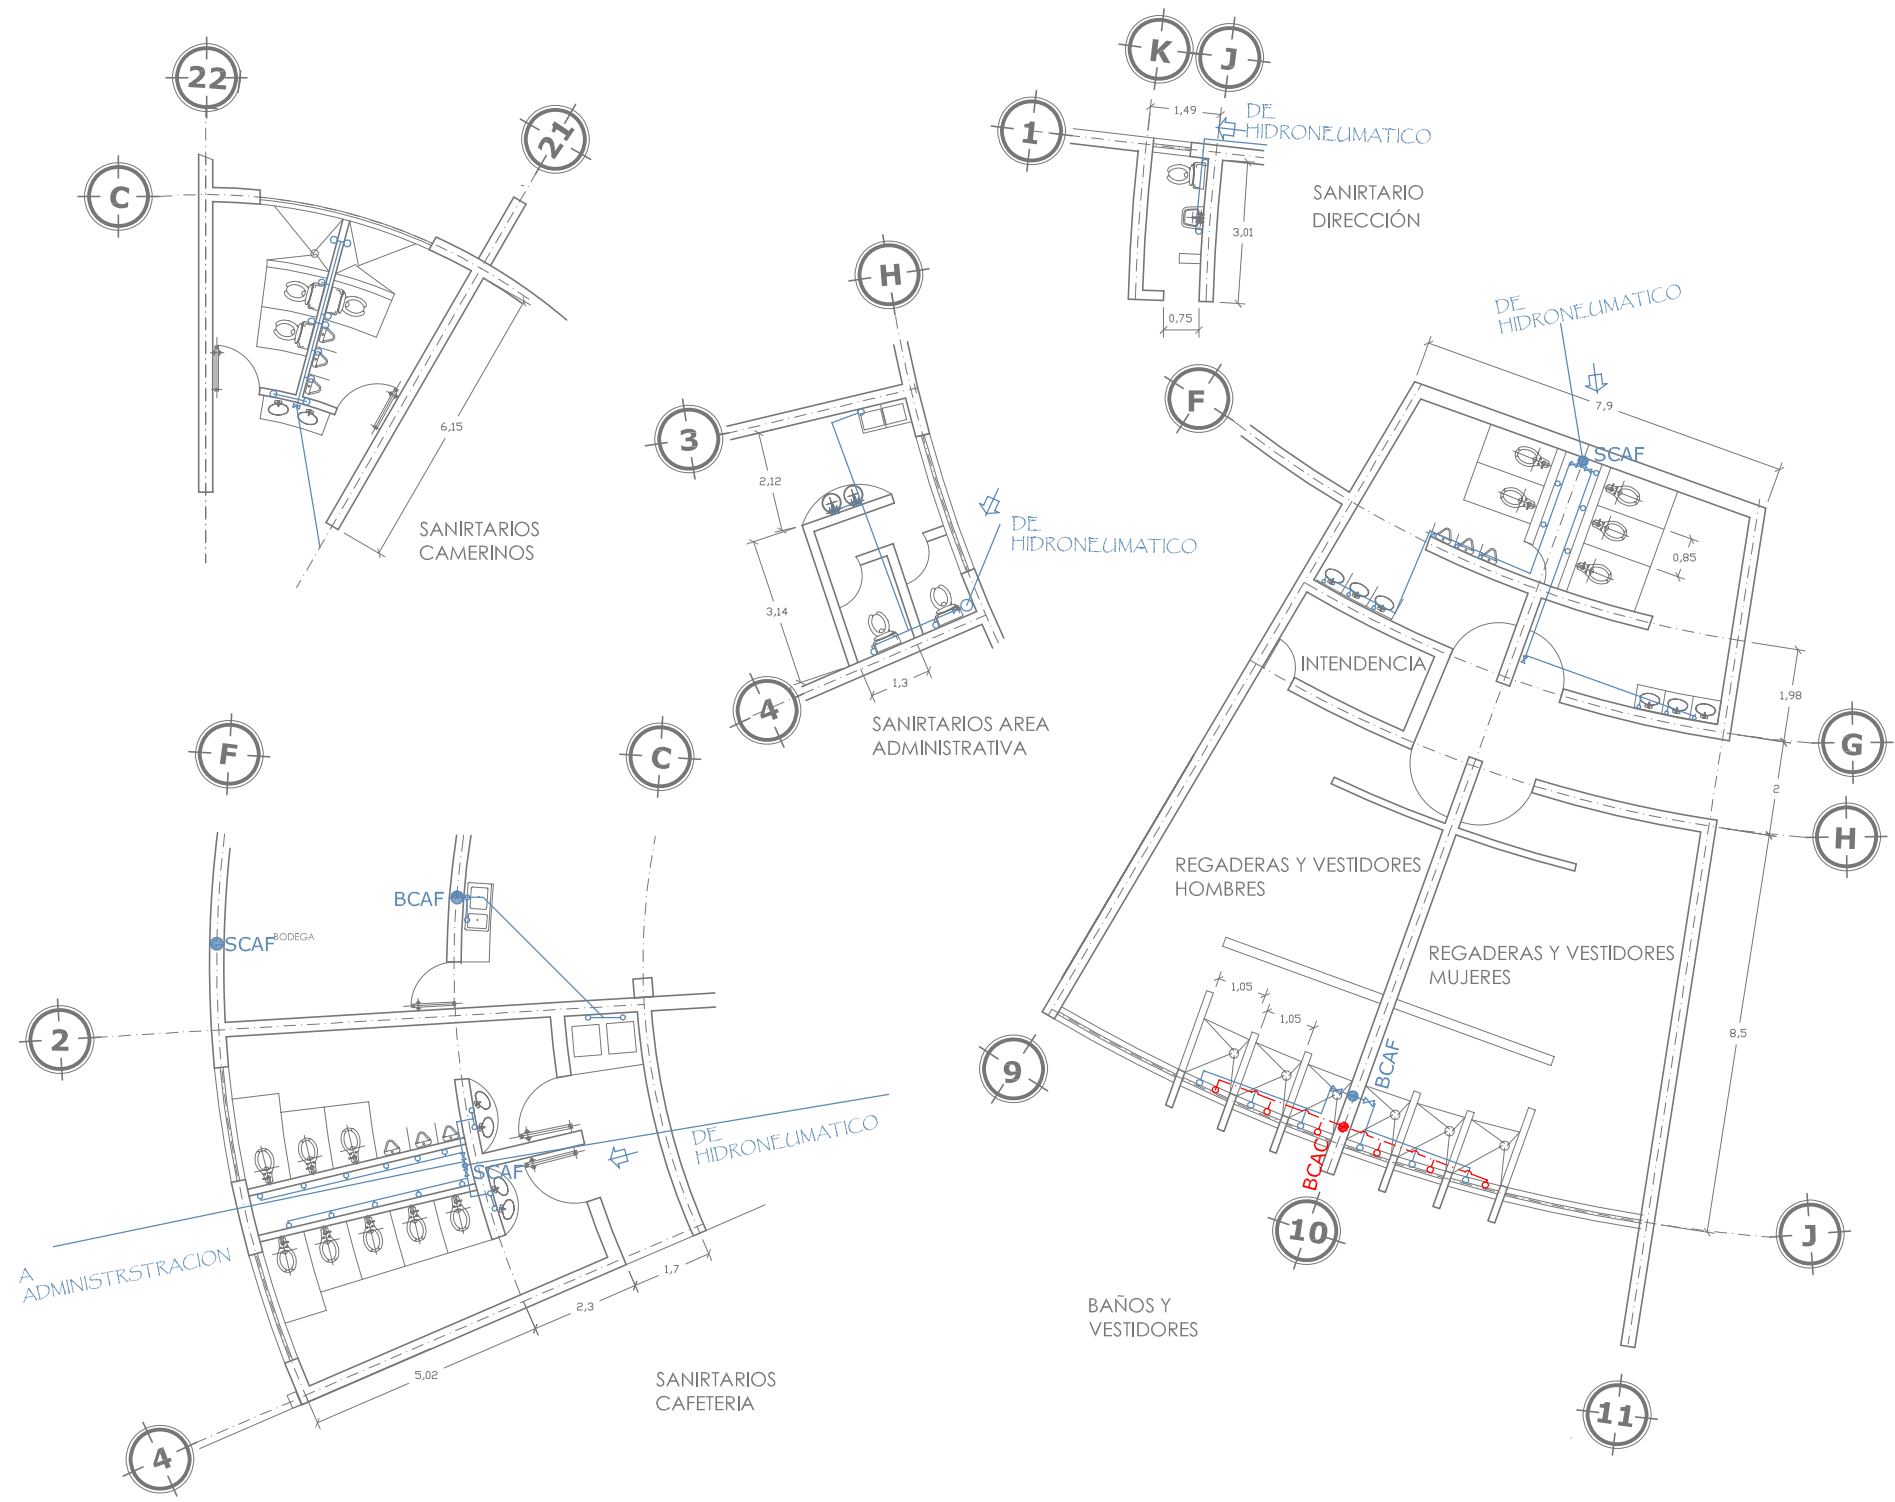 22
21
C
6,15
SANIRTARIOS
CAMERINOS
K
J
1
1,49
DE
HIDRONEUMATICO
SANIRTARIO
DIRECCIÓN
3,01
0,75
H
3
2,12
3,14
DE
HIDRONEUMATICO
1,3
4
SANIRTARIOS AREA
ADMINISTRATIVA
DE
HIDRONEUMATICO
F
7,9
SCAF
0,85
INTENDENCIA
1,98
G
2
H
REGADERAS Y VESTIDORES
HOMBRES
REGADERAS Y VESTIDORES
MUJERES
1,05
1,05
8,5
BCAF
BCAC
9
10
J
11
BAÑOS Y
VESTIDORES
F
C
BCAF
SCAF
BODEGA
2
DE
HIDRONEUMATICO
SCAF
A
ADMINISTRSTRACION
1,7
2,3
5,02
4
SANIRTARIOS
CAFETERIA